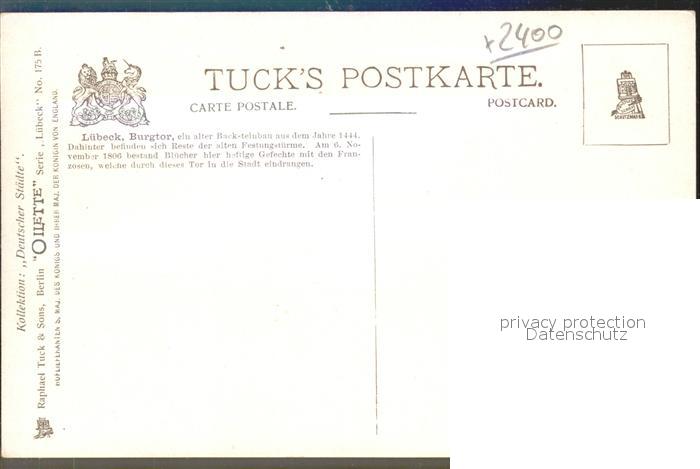 x2400
TUCK'S POSTKARTE.
CARTE POSTALE.
POSTCARD.
SCHUTZMARKE
Lübeck, Burgtor, ein alter Backsteinbau aus dem Jahre 1444.
Dahinter befinden sich Reste der alten Festungstürme. Am 6. No-
vember 1806 bestand Blücher hier heftige Gefechte mit den Fran-
zosen, welche durch dieses Tor in die Stadt eindrangen.
Kollektion: „Deutscher Städte".
Raphael Tuck & Sons, Berlin "OILETTE" Serie „Lübeck" No. 175 B.
HOFLIEFERANTEN S. MAJ. DES KÖNIGS UND IHRER MAJ. DER KÖNIGIN VON ENGLAND.
privacy protection
Datenschutz